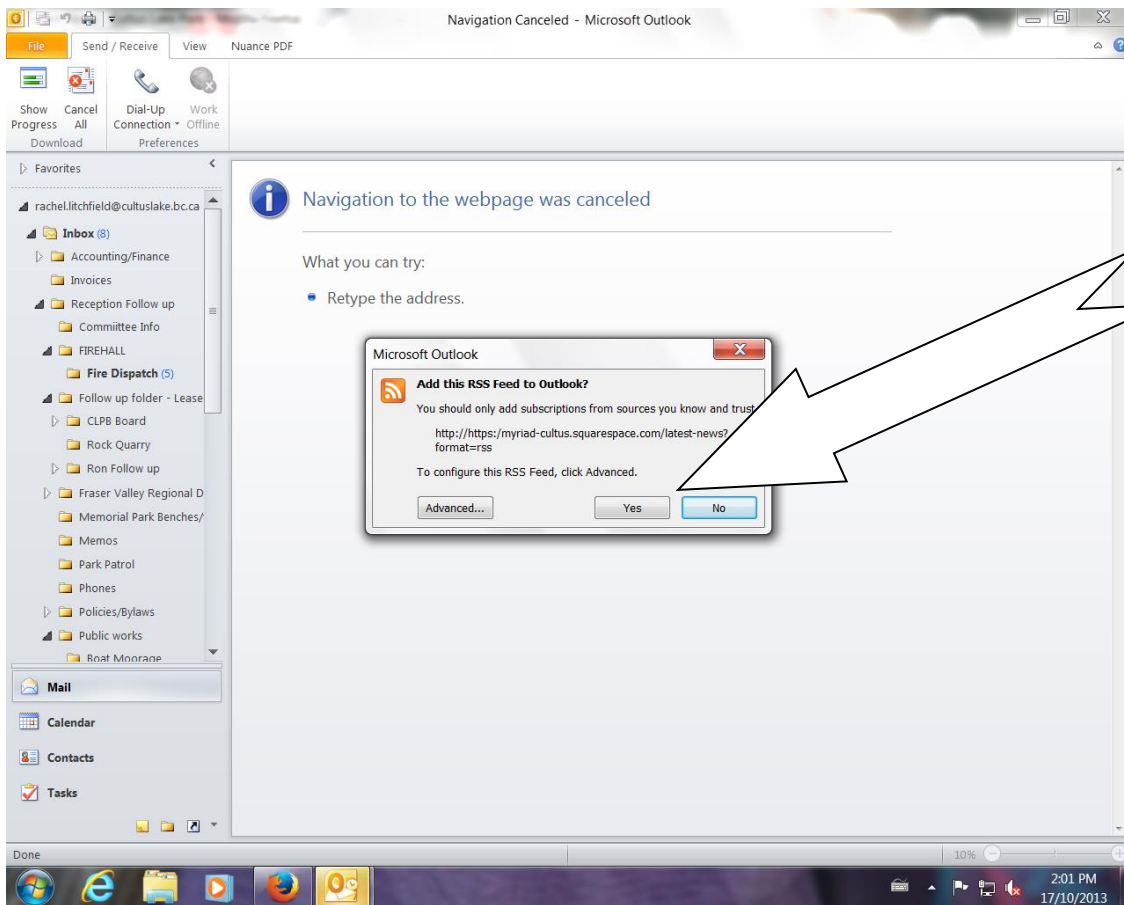 Navigation Canceled - Microsoft Outlook
File Send / Receive View Nuance PDF
Show Progress
Cancel All
Dial-Up Connection
Work Offline
Download
Preferences
Favorites
rachel.litchfield@cultuslake.bc.ca
Inbox (8)
Accounting/Finance
Invoices
Reception Follow up
Committee Info
FIREHALL
Fire Dispatch (5)
Follow up folder - Lease
CLPB Board
Rock Quarry
Ron Follow up
Fraser Valley Regional D
Memorial Park Benches/
Memos
Park Patrol
Phones
Policies/Bylaws
Public works
Boat Moorage
Mail
Calendar
Contacts
Tasks
Navigation to the webpage was canceled
What you can try:
Retype the address.
Microsoft Outlook
Add this RSS Feed to Outlook?
You should only add subscriptions from sources you know and trust
http://https:/myriad-cultus.squarespace.com/latest-news?
format=rss
To configure this RSS Feed, click Advanced.
Advanced... Yes No
Done
10%
2:01 PM
17/10/2013